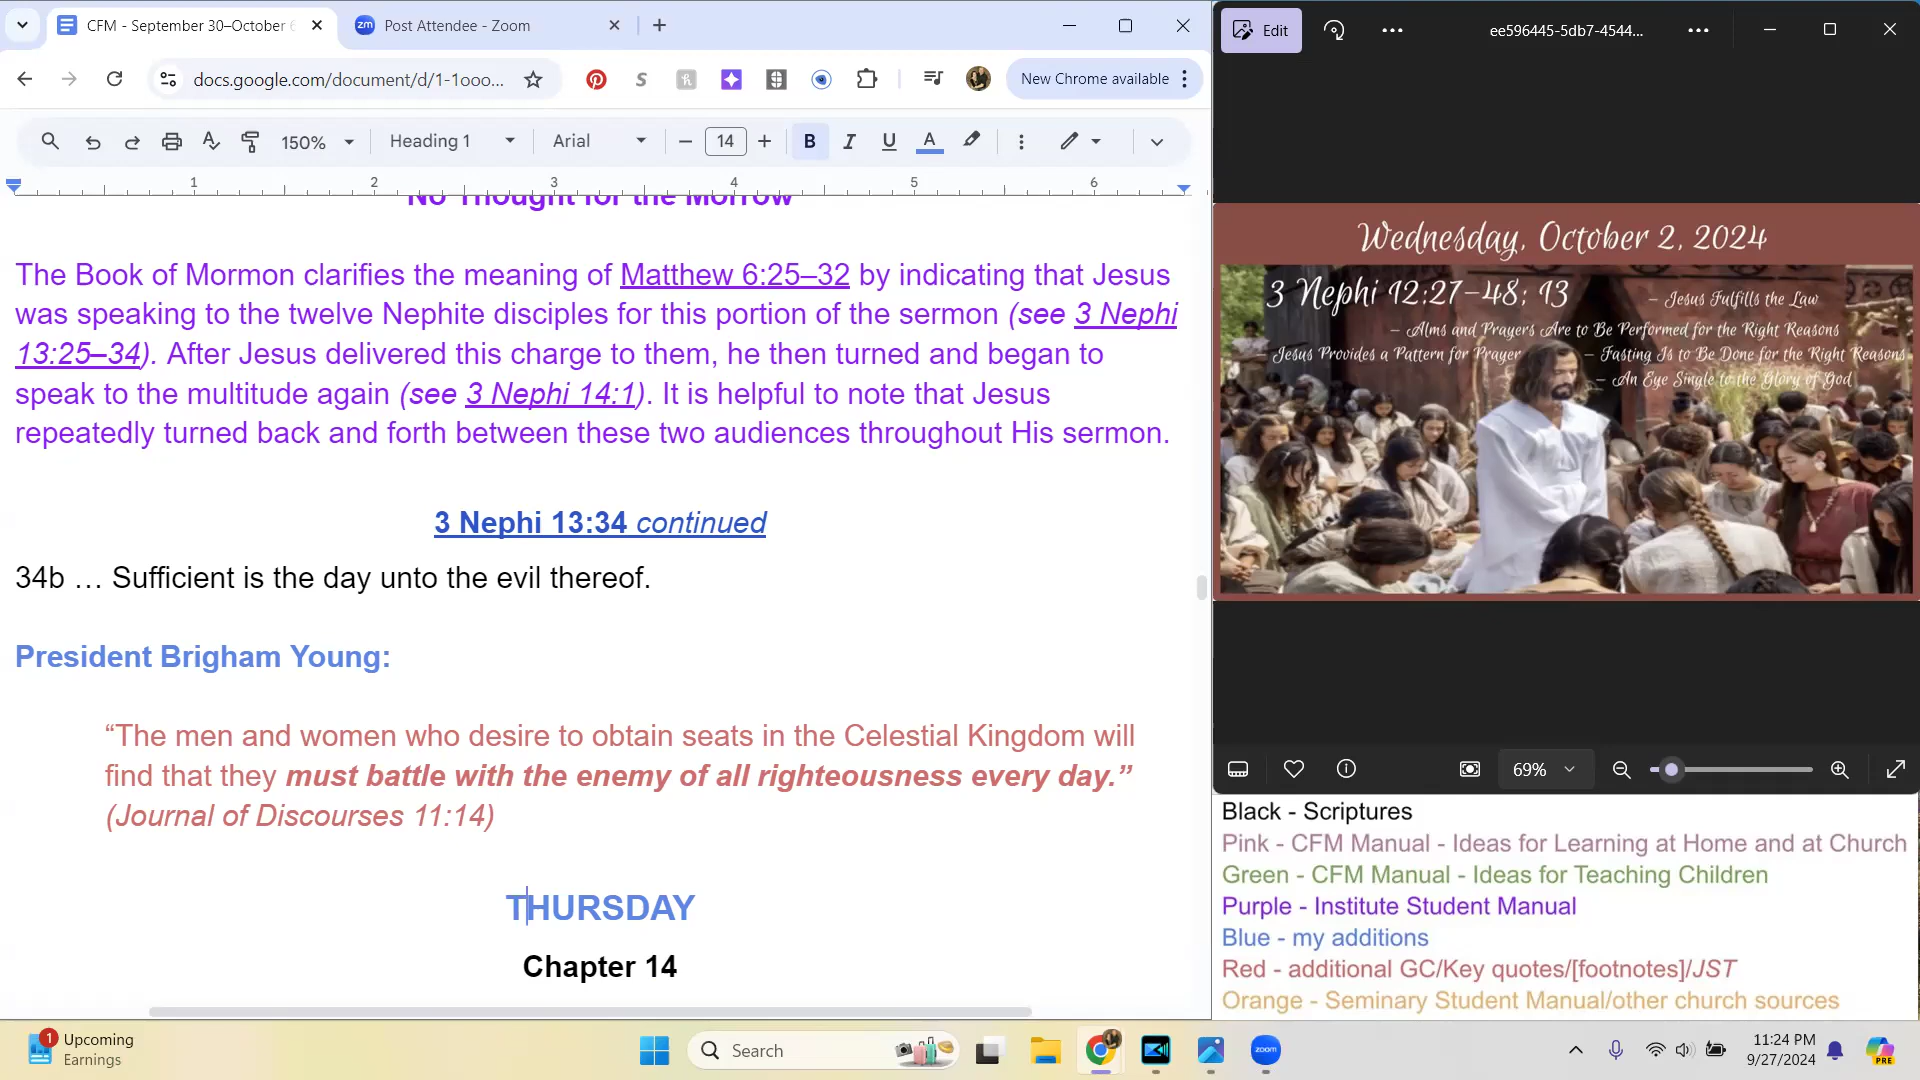 CFM - September 30–October 6
Post Attendee - Zoom
docs.google.com/document/d/1-1ooo...
New Chrome available
150%
Heading 1
Arial
14
B
I
U
A
1
2
3
4
5
6
No Thought for the Morrow
The Book of Mormon clarifies the meaning of Matthew 6:25–32 by indicating that Jesus
was speaking to the twelve Nephite disciples for this portion of the sermon (see 3 Nephi
13:25–34). After Jesus delivered this charge to them, he then turned and began to
speak to the multitude again (see 3 Nephi 14:1). It is helpful to note that Jesus
repeatedly turned back and forth between these two audiences throughout His sermon.
3 Nephi 13:34 continued
34b … Sufficient is the day unto the evil thereof.
President Brigham Young:
“The men and women who desire to obtain seats in the Celestial Kingdom will
find that they must battle with the enemy of all righteousness every day.”
(Journal of Discourses 11:14)
THURSDAY
Chapter 14
Edit
ee596445-5db7-4544...
Wednesday, October 2, 2024
3 Nephi 12:27-48; 13
- Jesus Fulfills the Law
- Alms and Prayers Are to Be Performed for the Right Reasons
- Jesus Provides a Pattern for Prayer
- Fasting Is to Be Done for the Right Reasons
- An Eye Single to the Glory of God
69%
Black - Scriptures
Pink - CFM Manual - Ideas for Learning at Home and at Church
Green - CFM Manual - Ideas for Teaching Children
Purple - Institute Student Manual
Blue - my additions
Red - additional GC/Key quotes/[footnotes]/JST
Orange - Seminary Student Manual/other church sources
1
Upcoming
Earnings
Search
zoom
11:24 PM
9/27/2024
PRE